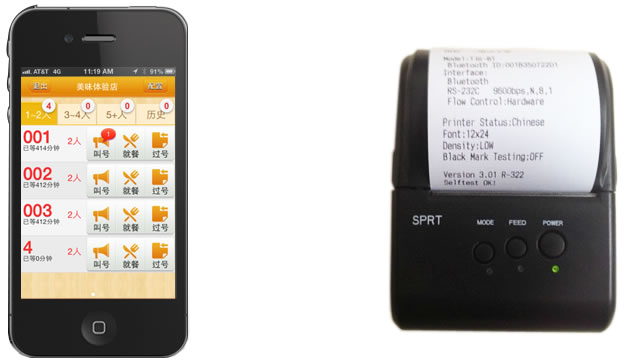 AT&T 4G 11:19 AM 91%
退出 美味体验店 配置
4 0 0 0
1-2人 3-4人 5+人 历史
001 2人 1
已等414分钟 叫号 就餐 过号
002 2人
已等412分钟 叫号 就餐 过号
003 2人
已等412分钟 叫号 就餐 过号
4 2人
已等0分钟 叫号 就餐 过号
Bluetooth ID:001B35072201
Interface:
Bluetooth
RS-232C 9600bps,N,8,1
Flow Control:Hardware
Printer Status:Chinese
Font:12x24
Density:LOW
Black Mark Testing:OFF
Version 3.01 R-322
Selftest OK!
SPRT MODE FEED POWER